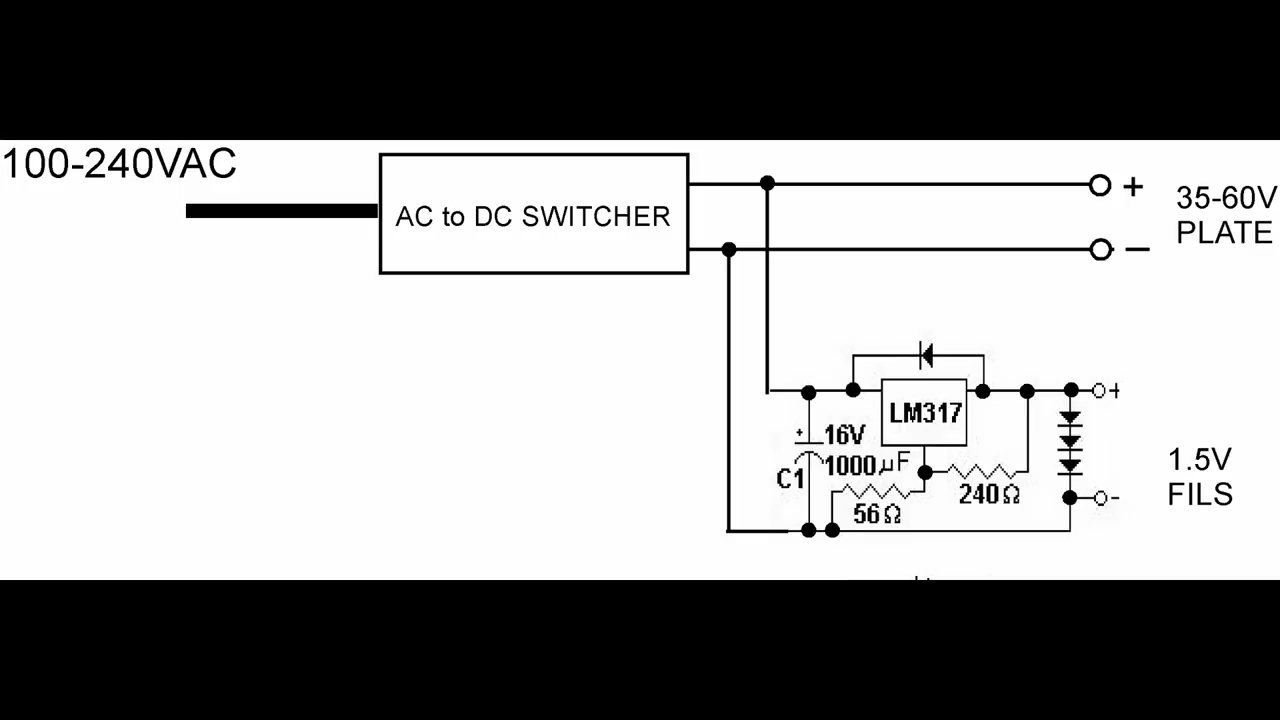 100-240VAC
AC to DC SWITCHER
+
35-60V
PLATE
−
LM317
+
+
16V
1000µF
C1
240Ω
56Ω
1.5V
FILS
-